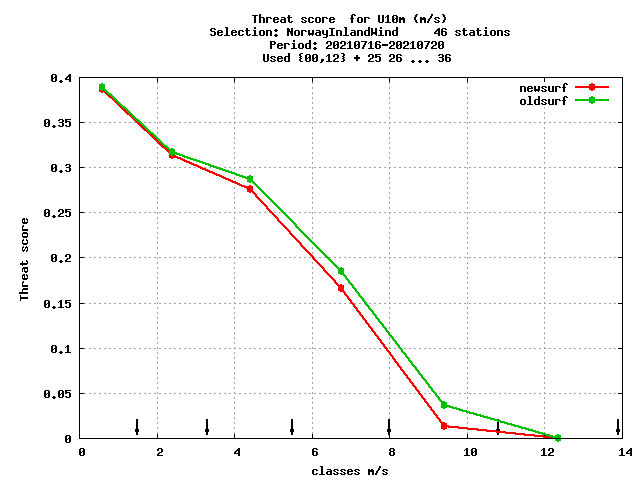 Threat score  for U10m (m/s)
Selection: NorwayInlandWind     46 stations
Period: 20210716-20210720
Used {00,12} + 25 26 ... 36
newsurf
oldsurf
0.4
0.35
0.3
0.25
0.2
0.15
0.1
0.05
0
Threat score
0 2 4 6 8 10 12 14
classes m/s